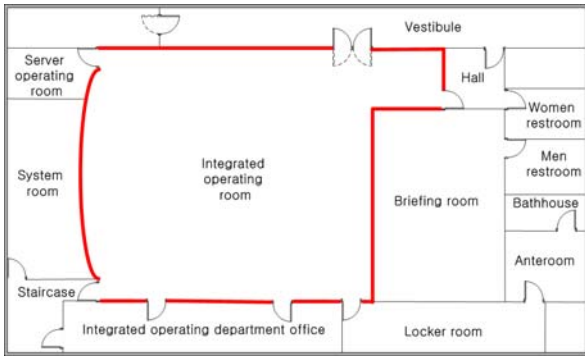 Vestibule
Server
operating
room
Hall
Women
restroom
Integrated
operating
room
Men
restroom
System
room
Briefing room
Bathhouse
Anteroom
Staircase
Integrated operating department office
Locker room